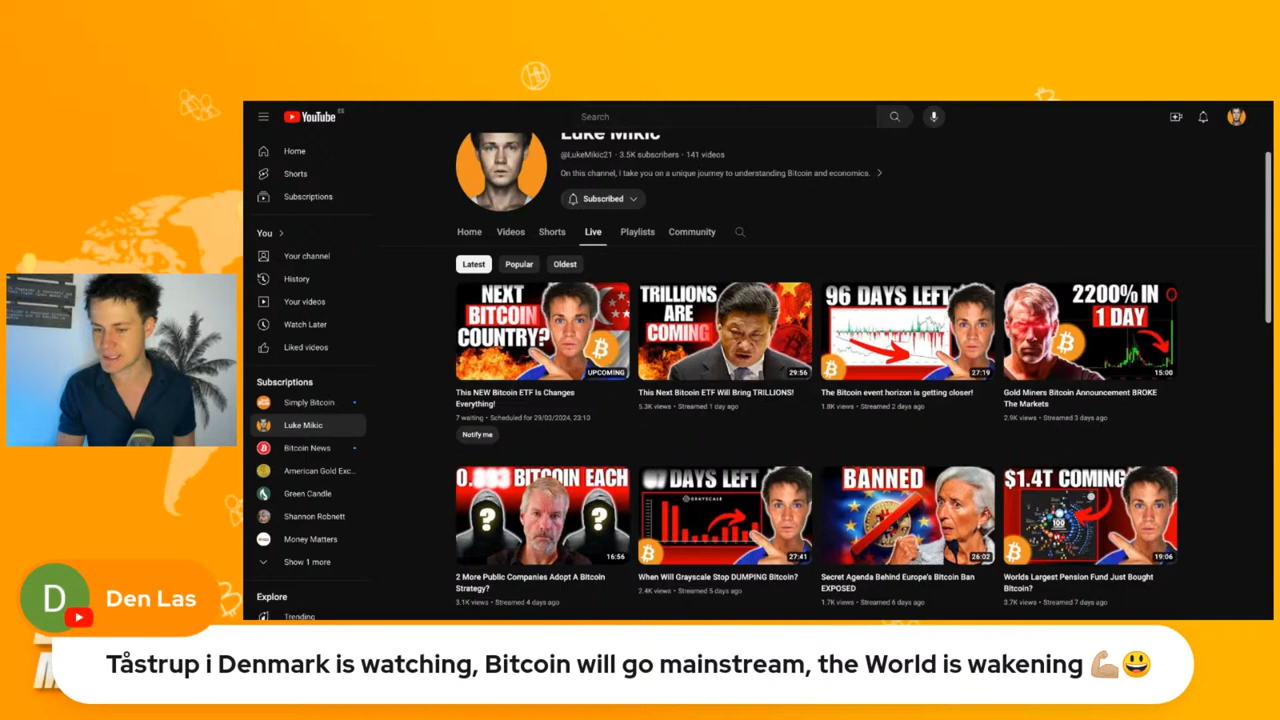 YouTube ES
Search
Home
Shorts
Subscriptions
You
Your channel
History
Your videos
Watch Later
Liked videos
Subscriptions
Simply Bitcoin
Luke Mikic
Bitcoin News
American Gold Exc...
Green Candle
Shannon Robnett
Money Matters
Show 1 more
Explore
Trending
Luke Mikic
@LukeMikic21 · 3.5K subscribers · 141 videos
On this channel, I take you on a unique journey to understanding Bitcoin and economics.
Subscribed
Home Videos Shorts Live Playlists Community
Latest Popular Oldest
NEXT
BITCOIN
COUNTRY?
UPCOMING
This NEW Bitcoin ETF Is Changes
Everything!
7 waiting · Scheduled for 29/03/2024, 23:10
Notify me
TRILLIONS
ARE
COMING
29:56
This Next Bitcoin ETF Will Bring TRILLIONS!
5.3K views · Streamed 1 day ago
96 DAYS LEFT
27:19
The Bitcoin event horizon is getting closer!
1.8K views · Streamed 2 days ago
2200% IN
1 DAY
15:00
Gold Miners Bitcoin Announcement BROKE
The Markets
2.9K views · Streamed 3 days ago
BITCOIN EACH
16:56
2 More Public Companies Adopt A Bitcoin
Strategy?
3.1K views · Streamed 4 days ago
DAYS LEFT
GRAYSCALE
27:41
When Will Grayscale Stop DUMPING Bitcoin?
2.4K views · Streamed 5 days ago
BANNED
26:02
Secret Agenda Behind Europe's Bitcoin Ban
EXPOSED
1.7K views · Streamed 6 days ago
$1.4T COMING
100
19:06
Worlds Largest Pension Fund Just Bought
Bitcoin?
3.7K views · Streamed 7 days ago
D
Den Las
Tåstrup i Denmark is watching, Bitcoin will go mainstream, the World is wakening 💪🏼😃